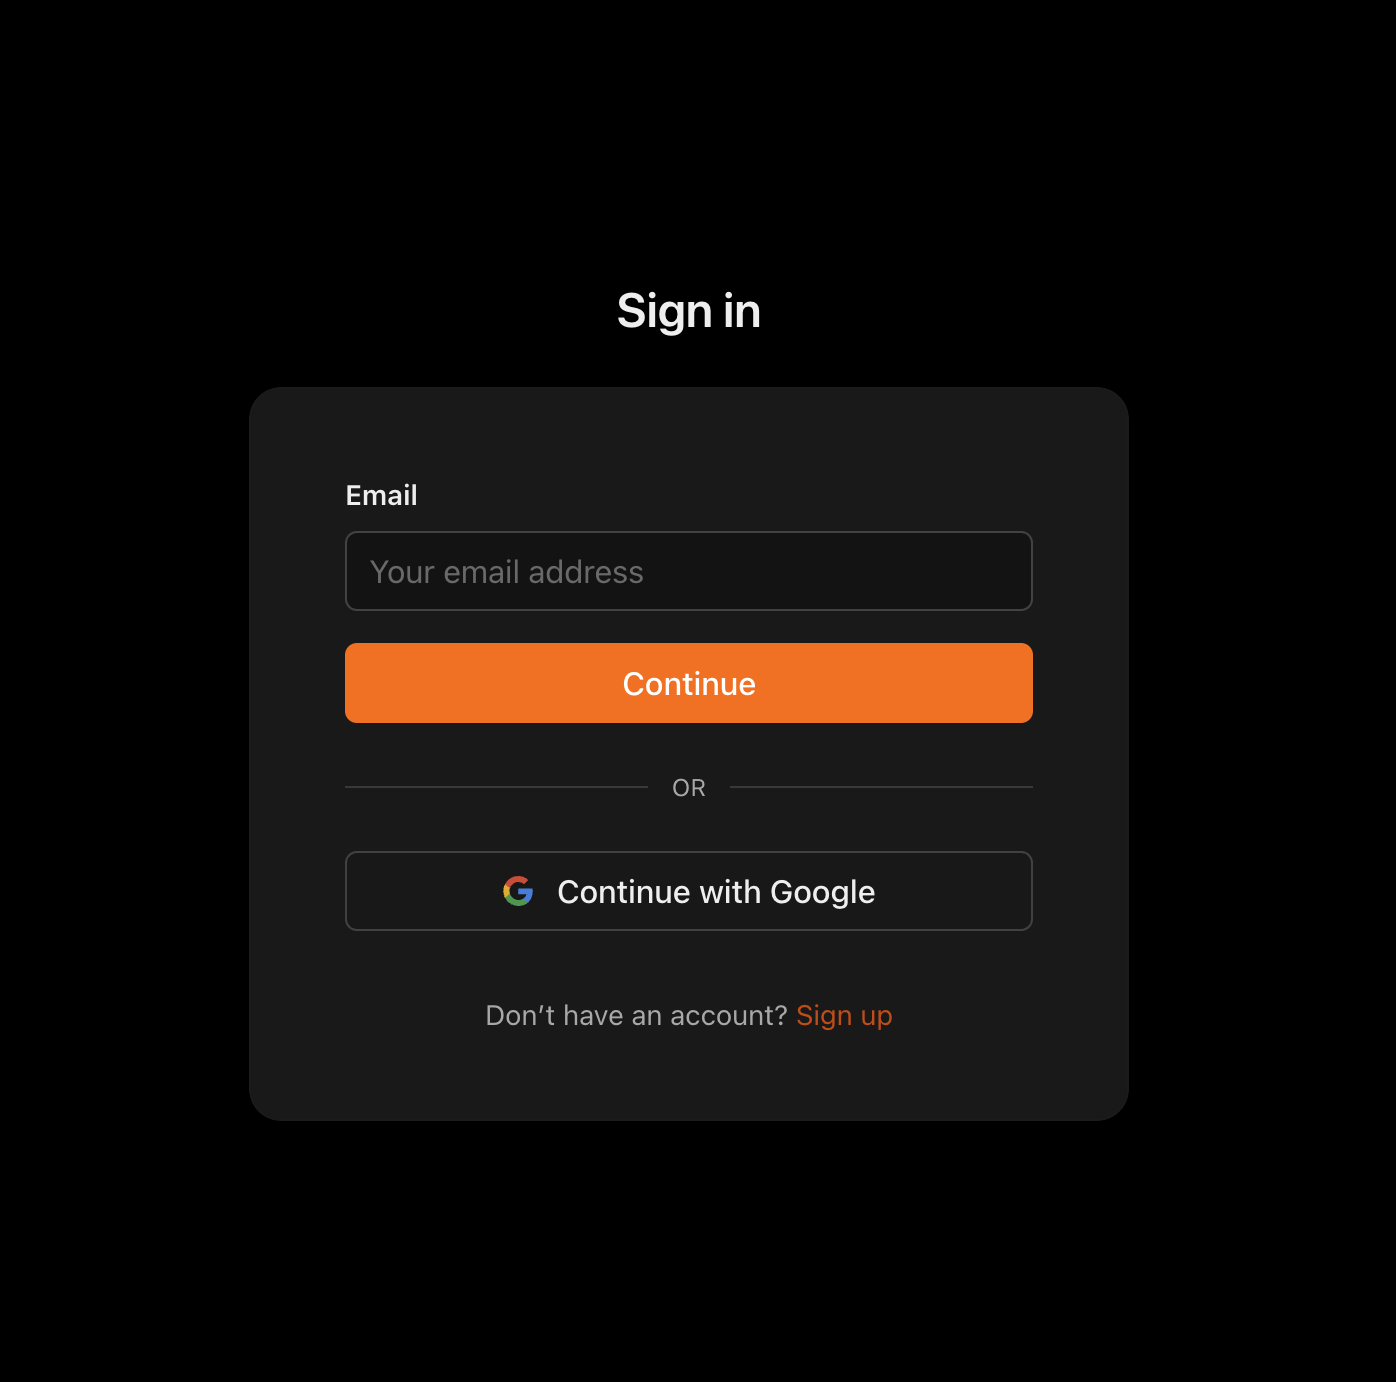 Sign in
Email
Your email address
Continue
OR
Continue with Google
Don’t have an account? Sign up